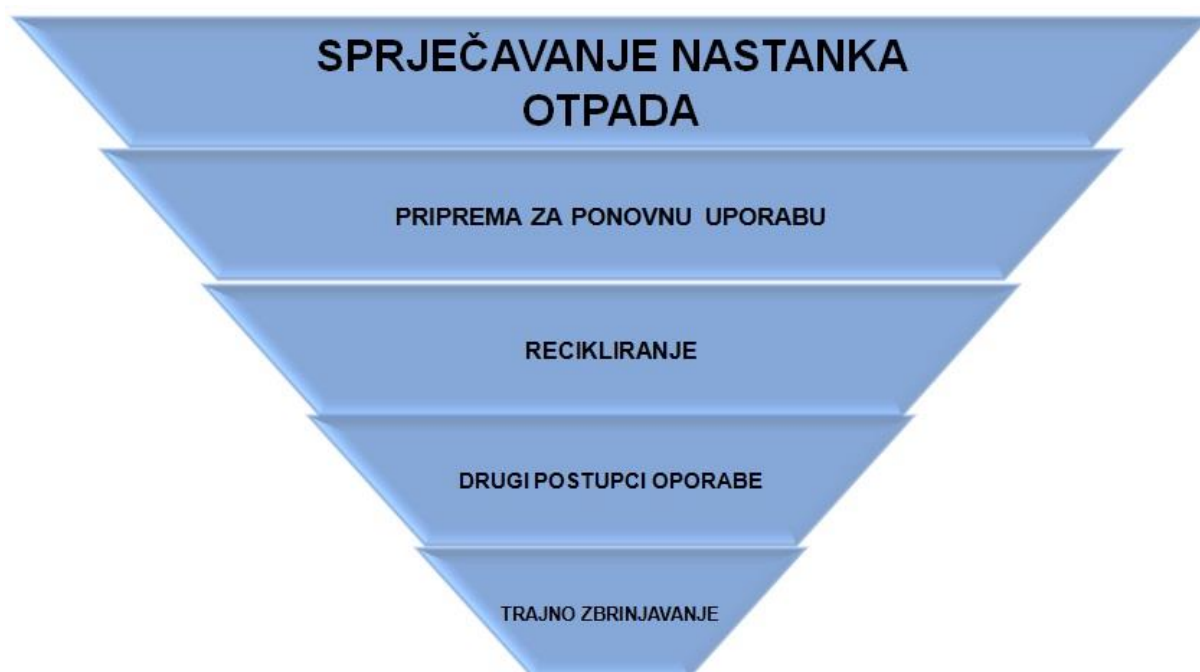 SPRJEČAVANJE NASTANKA
OTPADA
PRIPREMA ZA PONOVNU UPORABU
RECIKLIRANJE
DRUGI POSTUPCI OPORABE
TRAJNO ZBRINJAVANJE